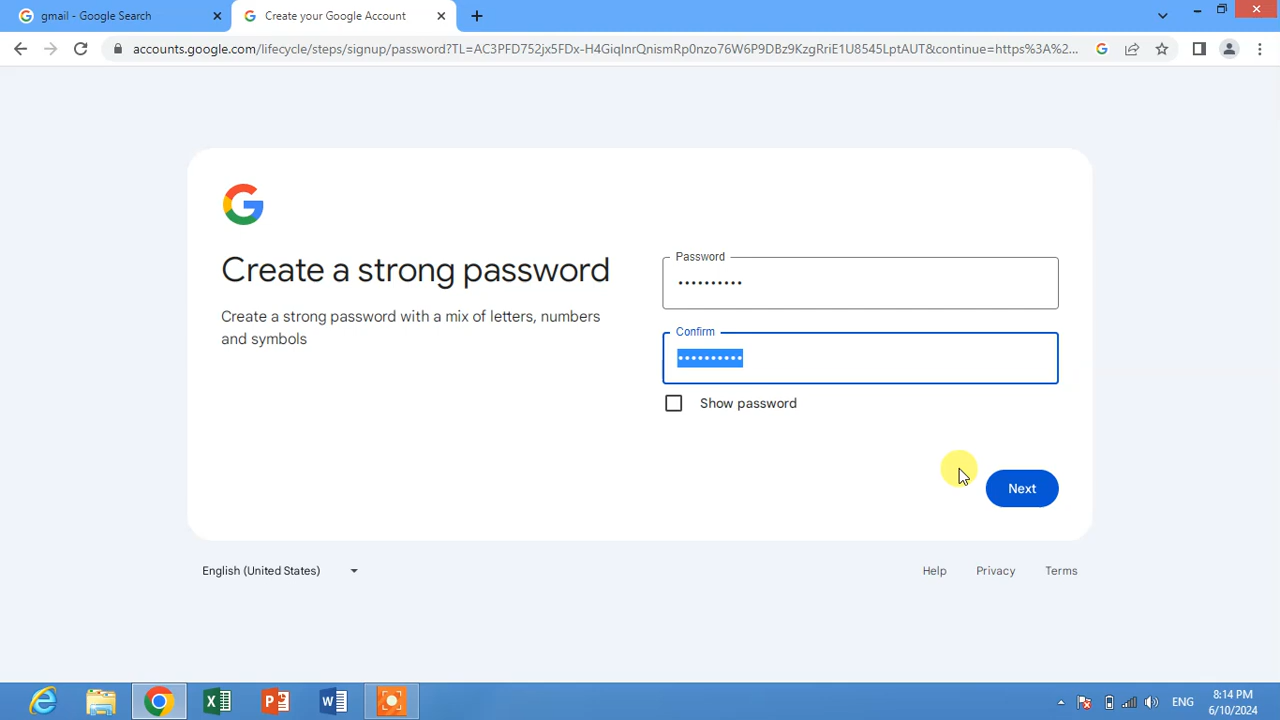 gmail - Google Search
Create your Google Account
accounts.google.com/lifecycle/steps/signup/password?TL=AC3PFD752jx5FDx-H4GiqInrQnismRp0nzo76W6P9DBz9KzgRriE1U8545LptAUT&continue=https%3A%2...
Create a strong password
Create a strong password with a mix of letters, numbers
and symbols
Password
••••••••••
Confirm
••••••••••
Show password
Next
English (United States)
Help
Privacy
Terms
ENG
8:14 PM
6/10/2024